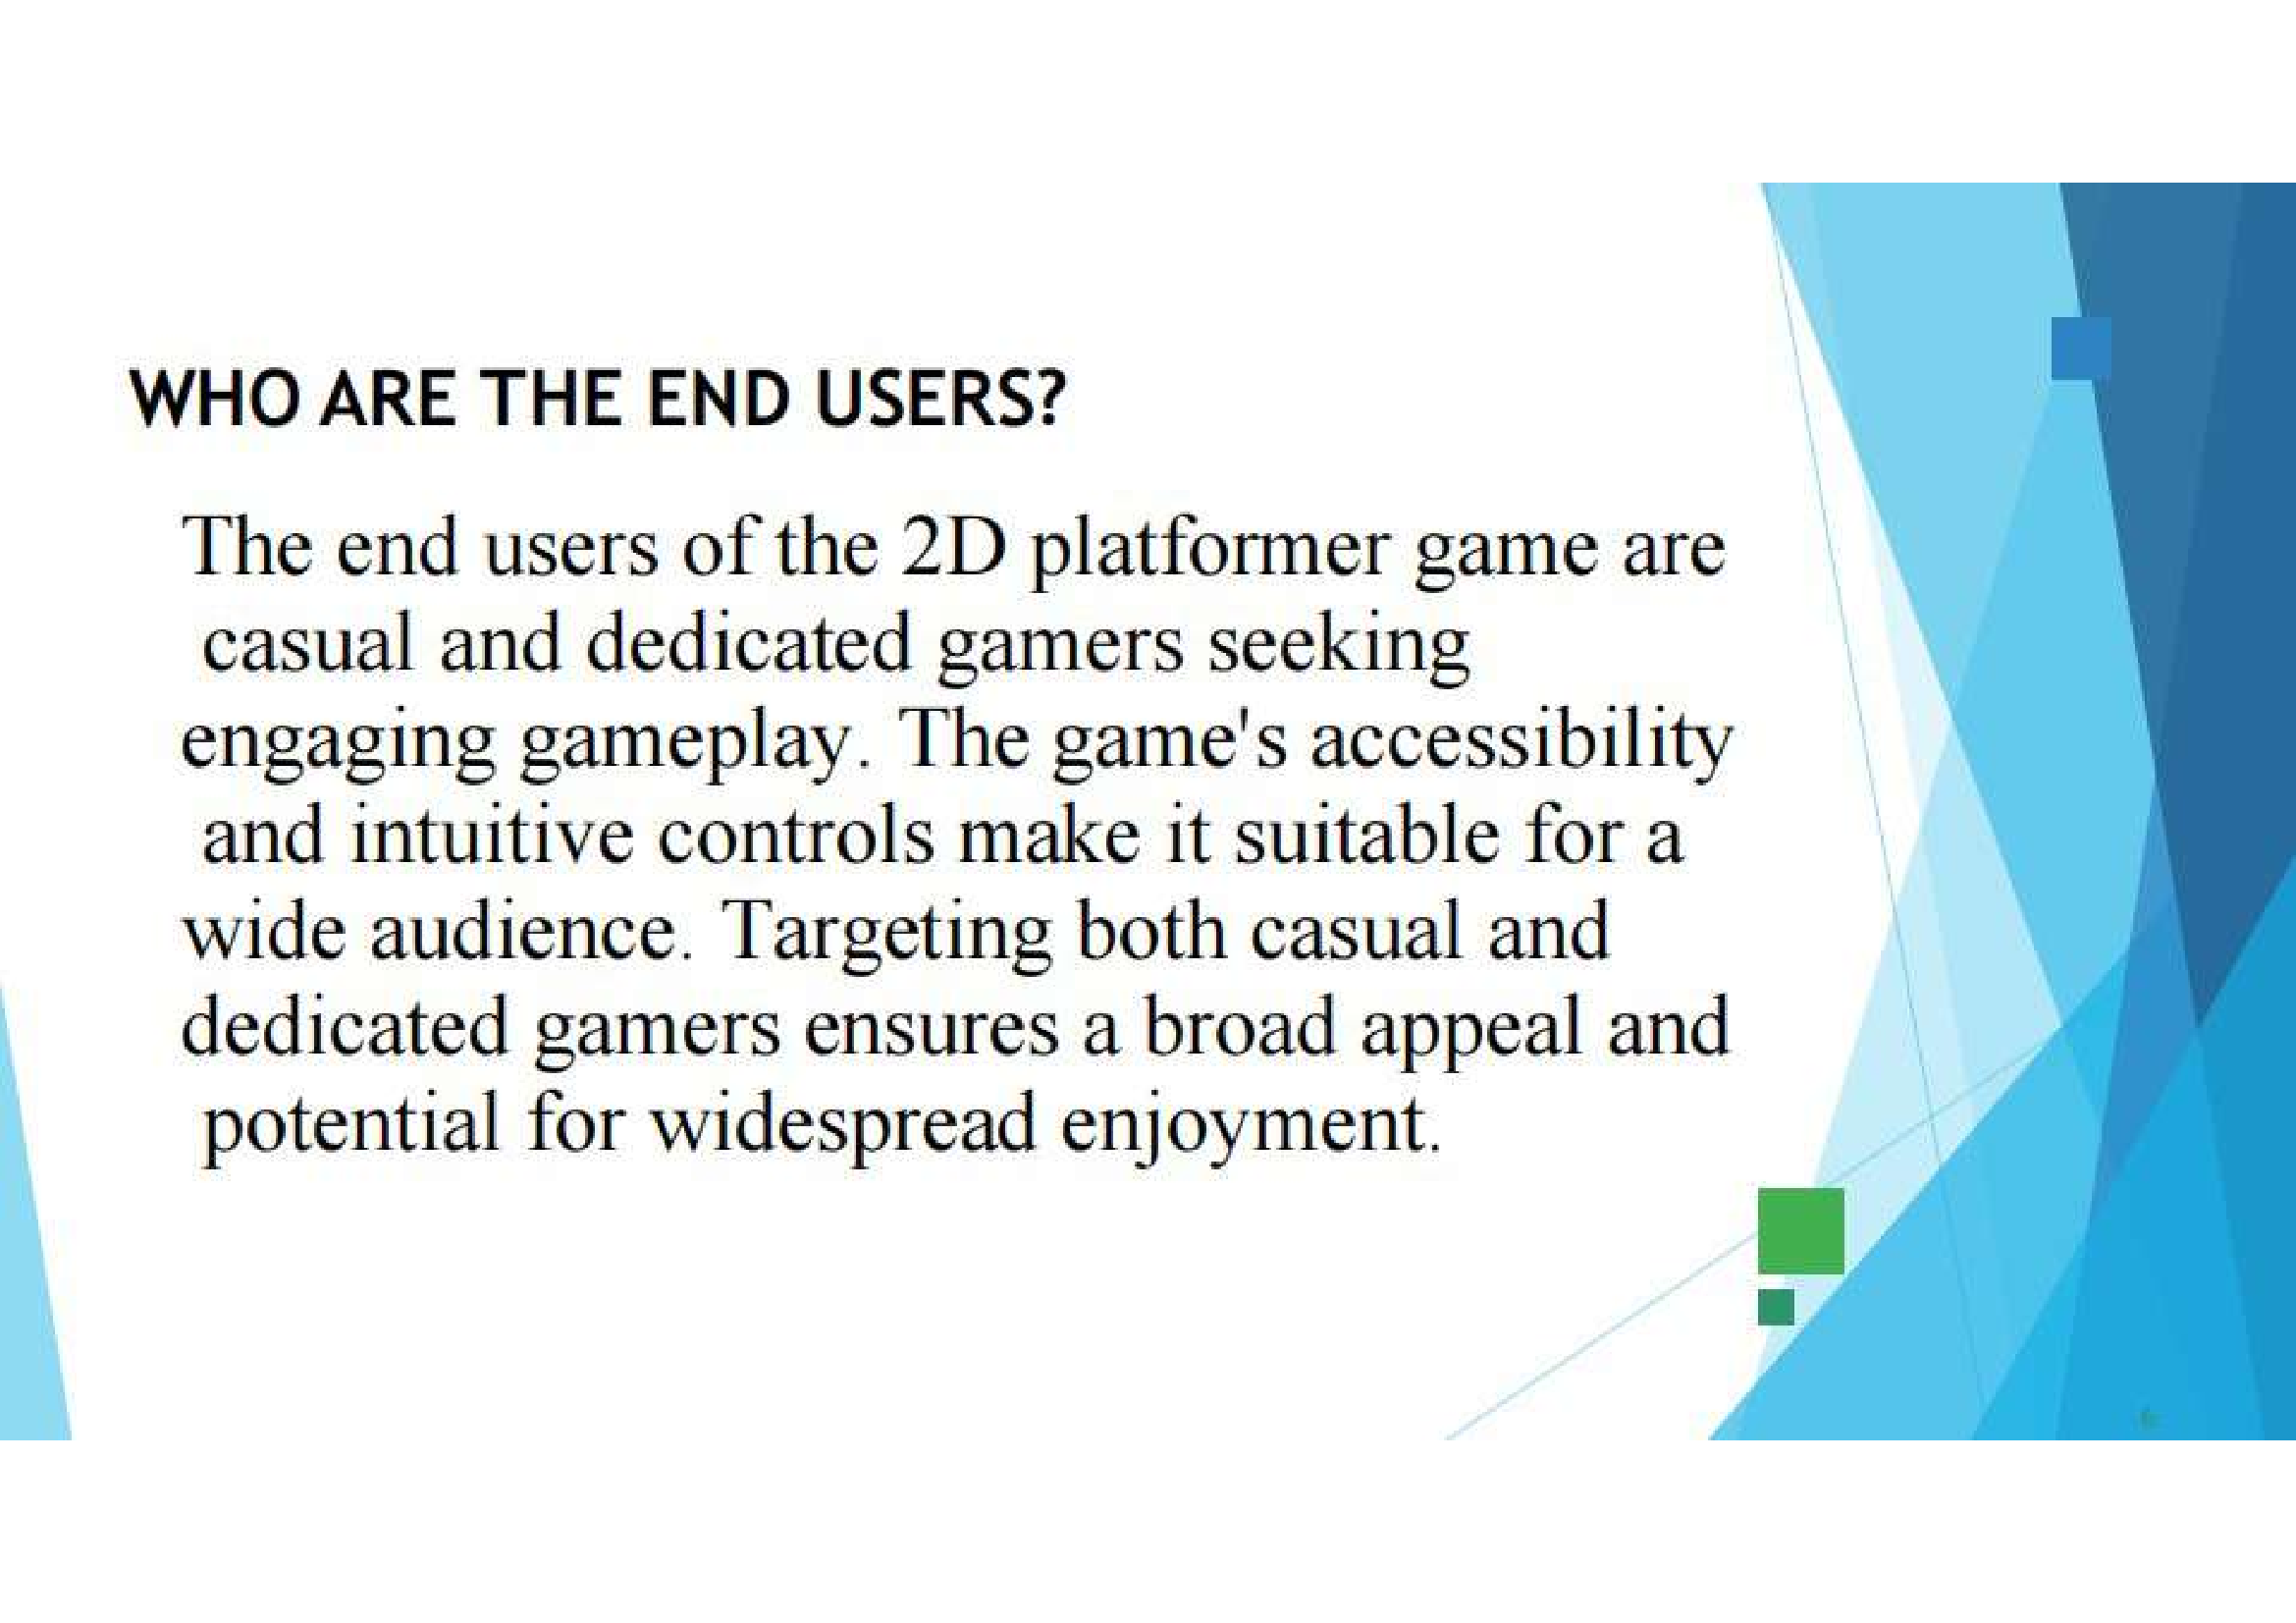 WHO ARE THE END USERS?
The end users of the 2D platformer game are
casual and dedicated gamers seeking
engaging gameplay. The game's accessibility
and intuitive controls make it suitable for a
wide audience. Targeting both casual and
dedicated gamers ensures a broad appeal and
potential for widespread enjoyment.